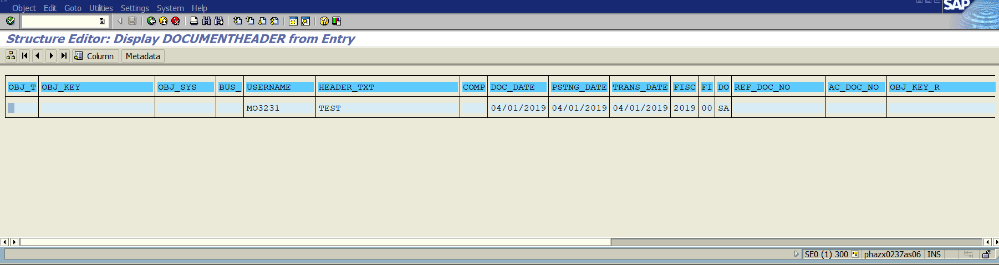 Object Edit Goto Utilities Settings System Help
SAP
Structure Editor: Display DOCUMENTHEADER from Entry
Column Metadata
OBJ_T OBJ_KEY OBJ_SYS BUS_ USERNAME HEADER_TXT COMP DOC_DATE PSTNG_DATE TRANS_DATE FISC FI DO REF_DOC_NO AC_DOC_NO OBJ_KEY_R
MO3231 TEST 04/01/2019 04/01/2019 04/01/2019 2019 00 SA
SE0 (1) 300 phazx0237as06 INS